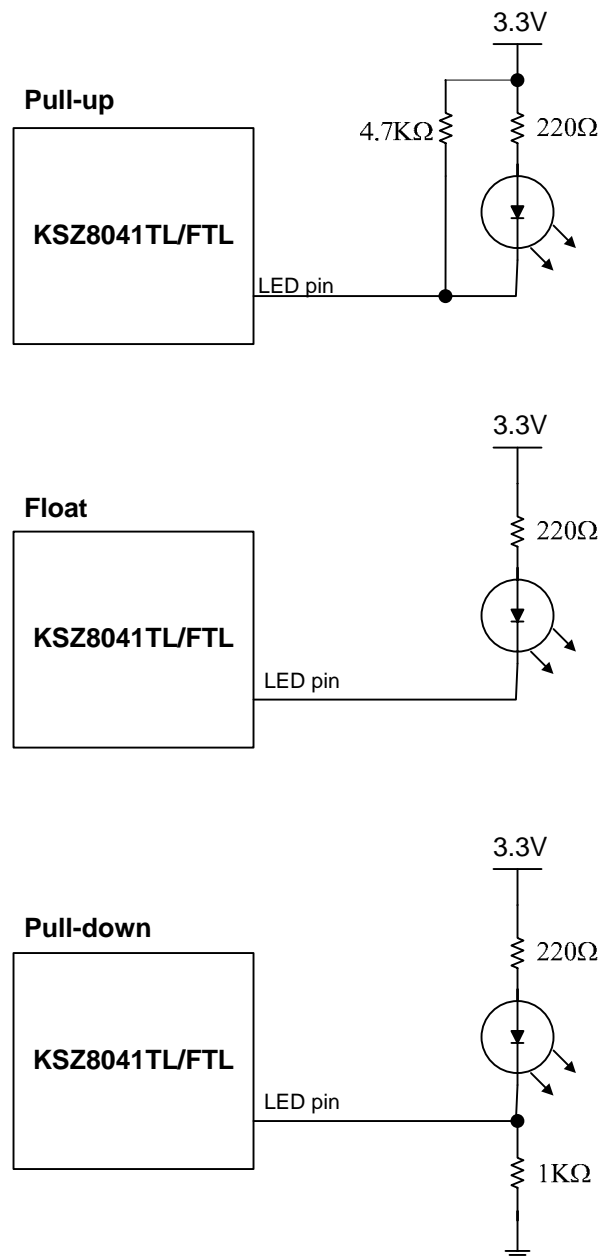 3.3V
Pull-up
4.7KΩ
220Ω
KSZ8041TL/FTL
LED pin
3.3V
Float
220Ω
KSZ8041TL/FTL
LED pin
3.3V
Pull-down
220Ω
KSZ8041TL/FTL
LED pin
1KΩ